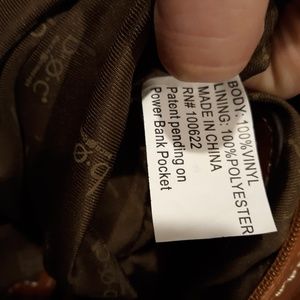 BODY: 100%VINYL
LINING: 100%POLYESTER
MADE IN CHINA
RN# 100622
Patent pending on
Power Bank Pocket
b.ø.c